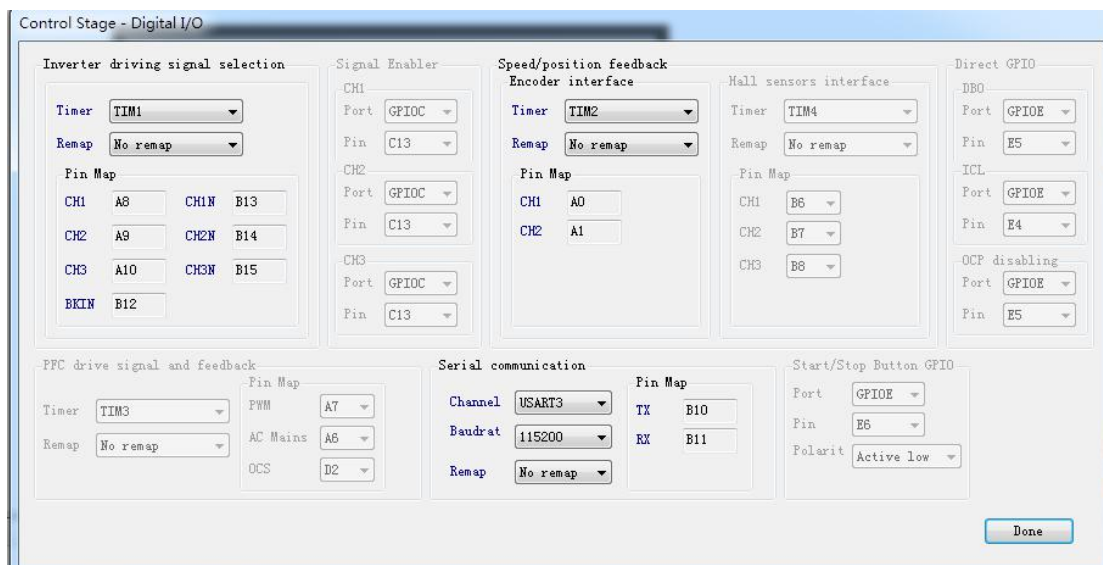 Control Stage - Digital I/O
Inverter driving signal selection
Timer TIM1
Remap No remap
Pin Map
CH1 A8 CH1N B13
CH2 A9 CH2N B14
CH3 A10 CH3N B15
BKIN B12
Signal Enabler
CH1
Port GPIOC
Pin C13
CH2
Port GPIOC
Pin C13
CH3
Port GPIOC
Pin C13
Speed/position feedback
Encoder interface
Timer TIM2
Remap No remap
Pin Map
CH1 A0
CH2 A1
Hall sensors interface
Timer TIM4
Remap No remap
Pin Map
CH1 B6
CH2 B7
CH3 B8
Direct GPIO
DBO
Port GPIOE
Pin E5
ICL
Port GPIOE
Pin E4
OCP disabling
Port GPIOE
Pin E5
PFC drive signal and feedback
Timer TIM3
Remap No remap
Pin Map
PWM A7
AC Mains A6
OCS D2
Serial communication
Channel USART3
Baudrat 115200
Remap No remap
Pin Map
TX B10
RX B11
Start/Stop Button GPIO
Port GPIOE
Pin E6
Polarit Active low
Done